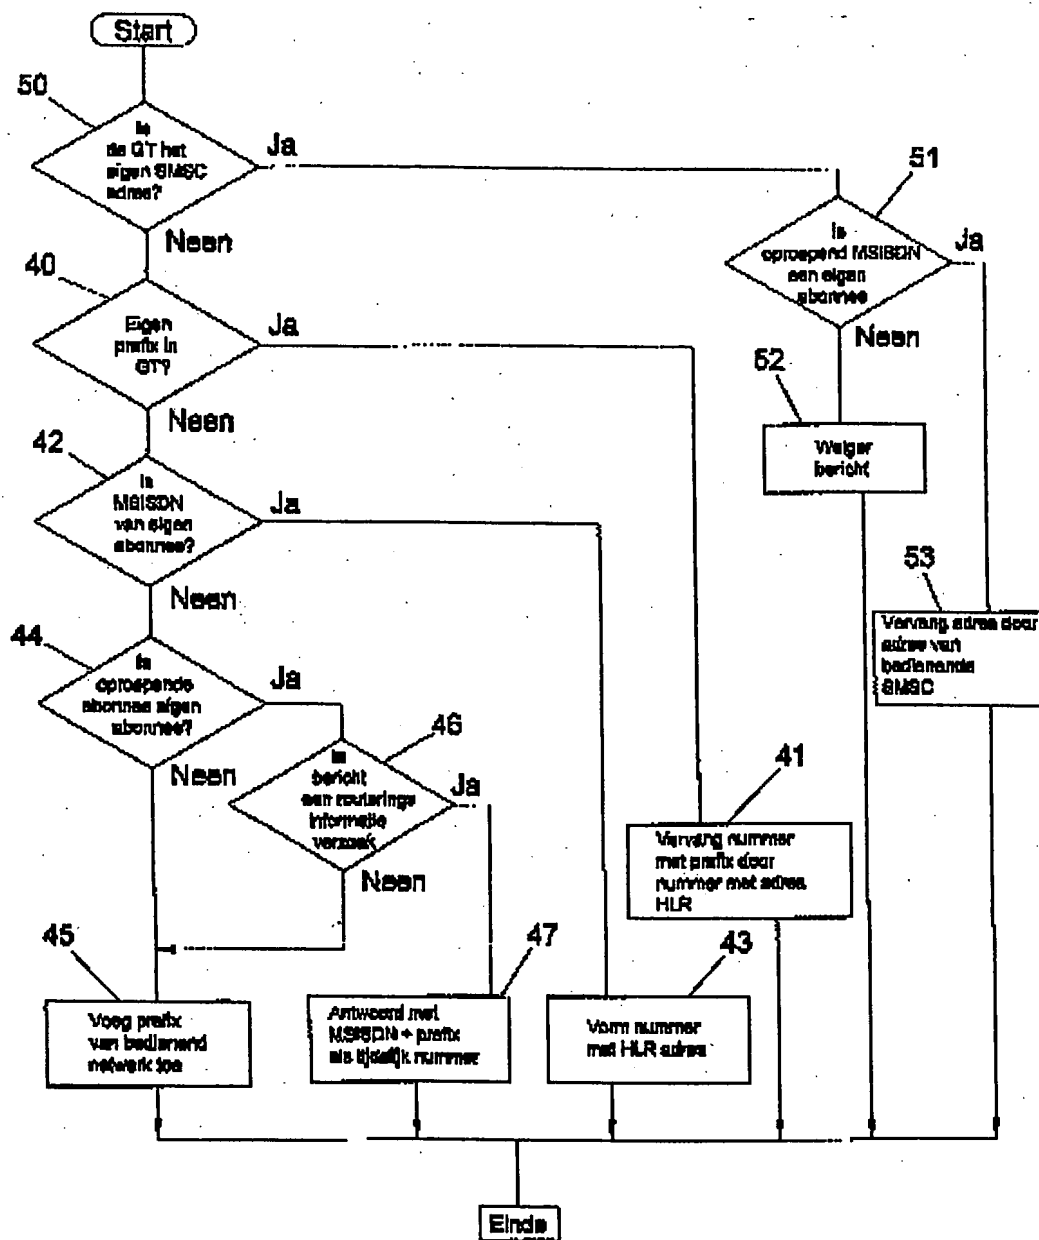 Start
50
Is
de GT het
eigen SMSC
adres?
Ja
Neen
51
Is
oproepend MSISDN
een eigen
abonnee
Ja
Neen
40
Eigen
prefix in
GT?
Ja
Neen
52
Weiger
bericht
42
Is
MSISDN
van eigen
abonnee?
Ja
Neen
53
Vervang adres door
adres van
bedienende
SMSC
44
Is
oproepende
abonnee eigen
abonnee?
Ja
Neen
46
Is
bericht
een routerings
informatie
verzoek
Ja
Neen
41
Vervang nummer
met prefix door
nummer met adres
HLR
45
Voeg prefix
van bedienend
netwerk toe
47
Antwoord met
MSISDN + prefix
als tijdelijk nummer
43
Vorm nummer
met HLR adres
Einde